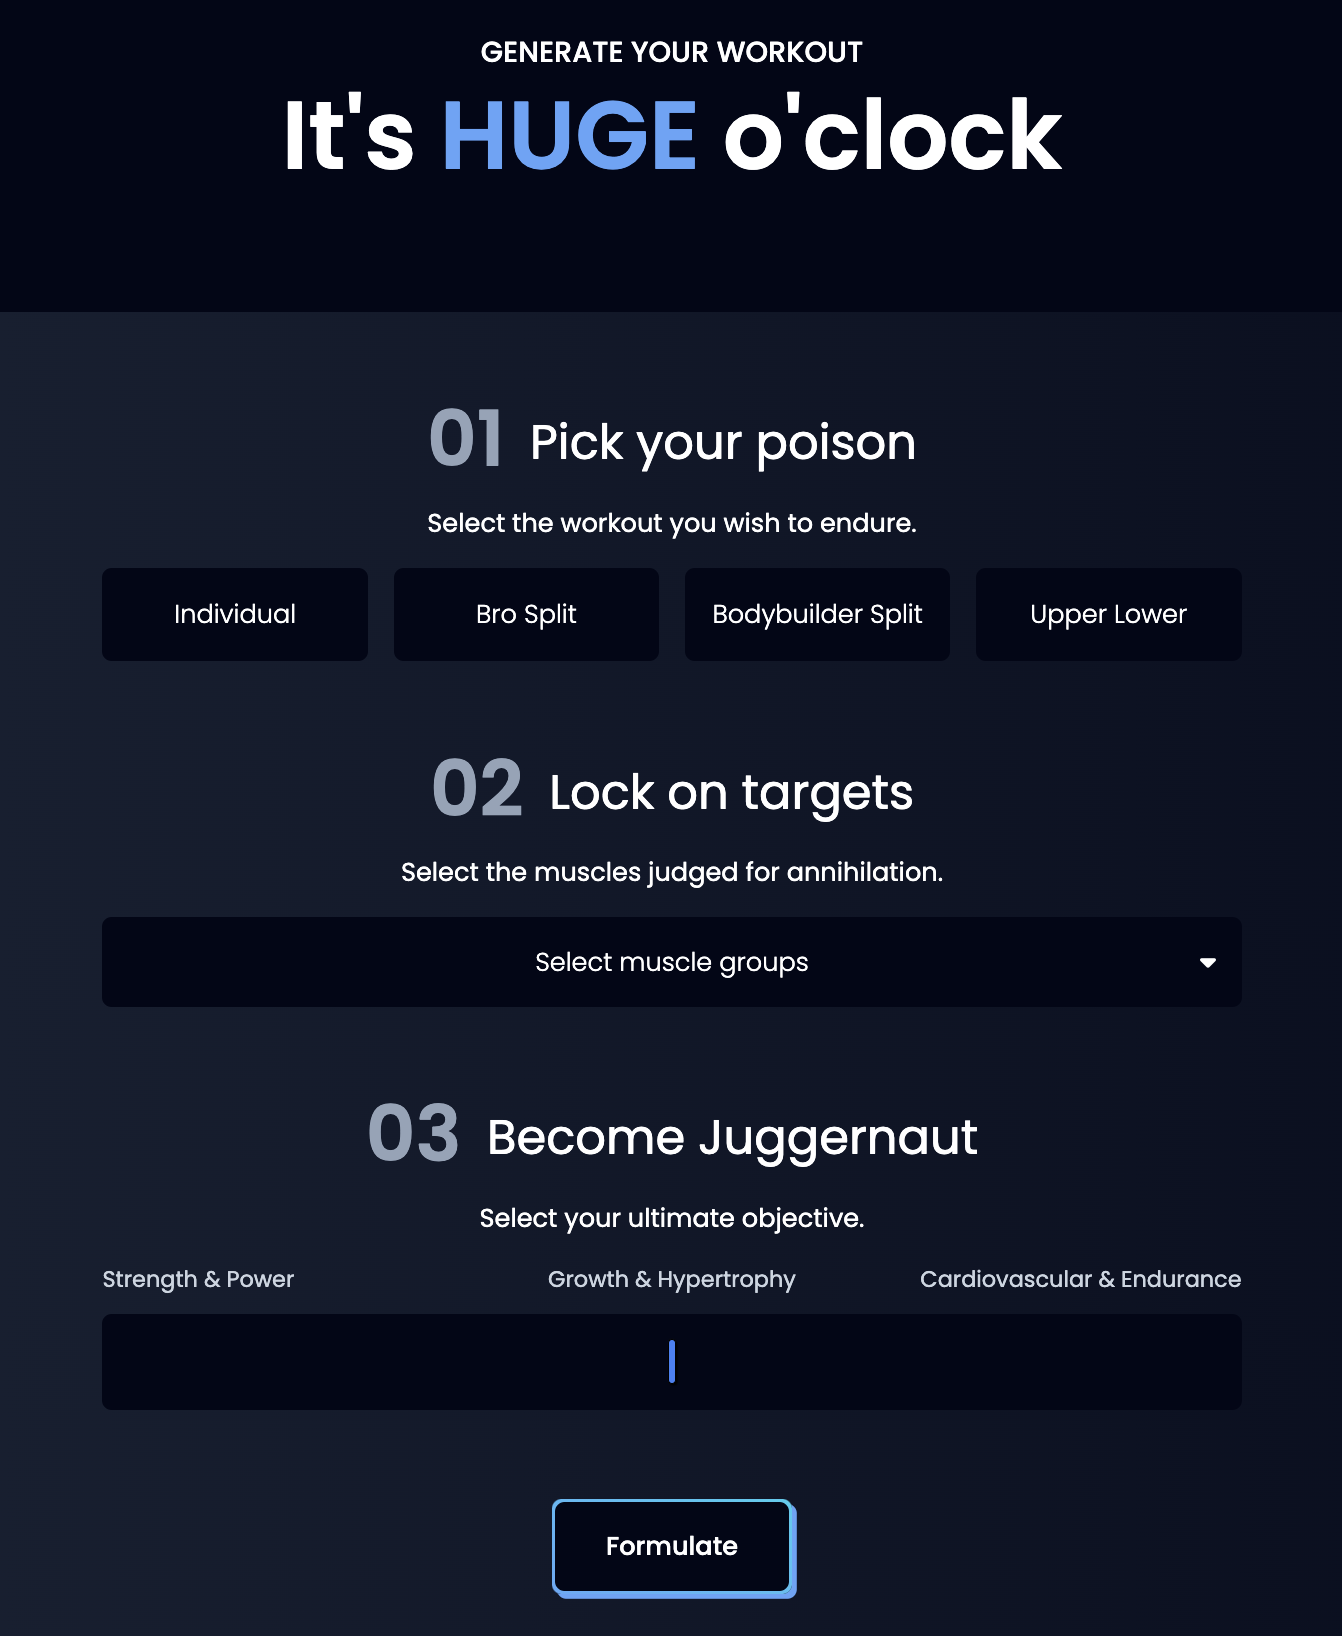 GENERATE YOUR WORKOUT
It's HUGE o'clock
01 Pick your poison
Select the workout you wish to endure.
Individual
Bro Split
Bodybuilder Split
Upper Lower
02 Lock on targets
Select the muscles judged for annihilation.
Select muscle groups
03 Become Juggernaut
Select your ultimate objective.
Strength & Power
Growth & Hypertrophy
Cardiovascular & Endurance
Formulate